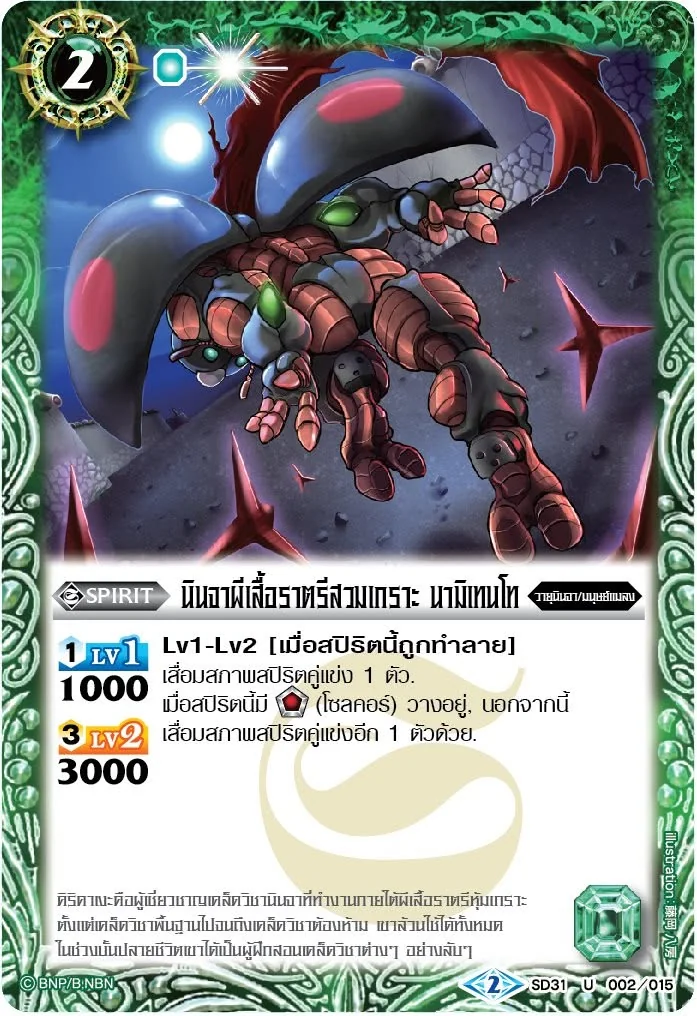 2
SPIRIT นินจาผีเสื้อราตรีสวมเกราะ นามิเทนโท วายุนินจา/มนุษย์แมลง
1 LV1
1000
3 LV2
3000
Lv1-Lv2 [เมื่อสปิริตนี้ถูกทำลาย]
เสื่อมสภาพสปิริตคู่แข่ง 1 ตัว.
เมื่อสปิริตนี้มี (โซลคอร์) วางอยู่, นอกจากนี้
เสื่อมสภาพสปิริตคู่แข่งอีก 1 ตัวด้วย.
คิริคาเงะคือผู้เชี่ยวชาญเคล็ดวิชานินจาที่ทำงานภายใต้ผีเสื้อราตรีหุ้มเกราะ
ตั้งแต่เคล็ดวิชาพื้นฐานไปจนถึงเคล็ดวิชาต้องห้าม เขาล้วนใช้ได้ทั้งหมด
ในช่วงบั้นปลายชีวิตเขาได้เป็นผู้ฝึกสอนเคล็ดวิชาต่างๆ อย่างลับๆ
illustration: 藤岡 八房
©BNP/B,NBN
2 SD31 U 002/015